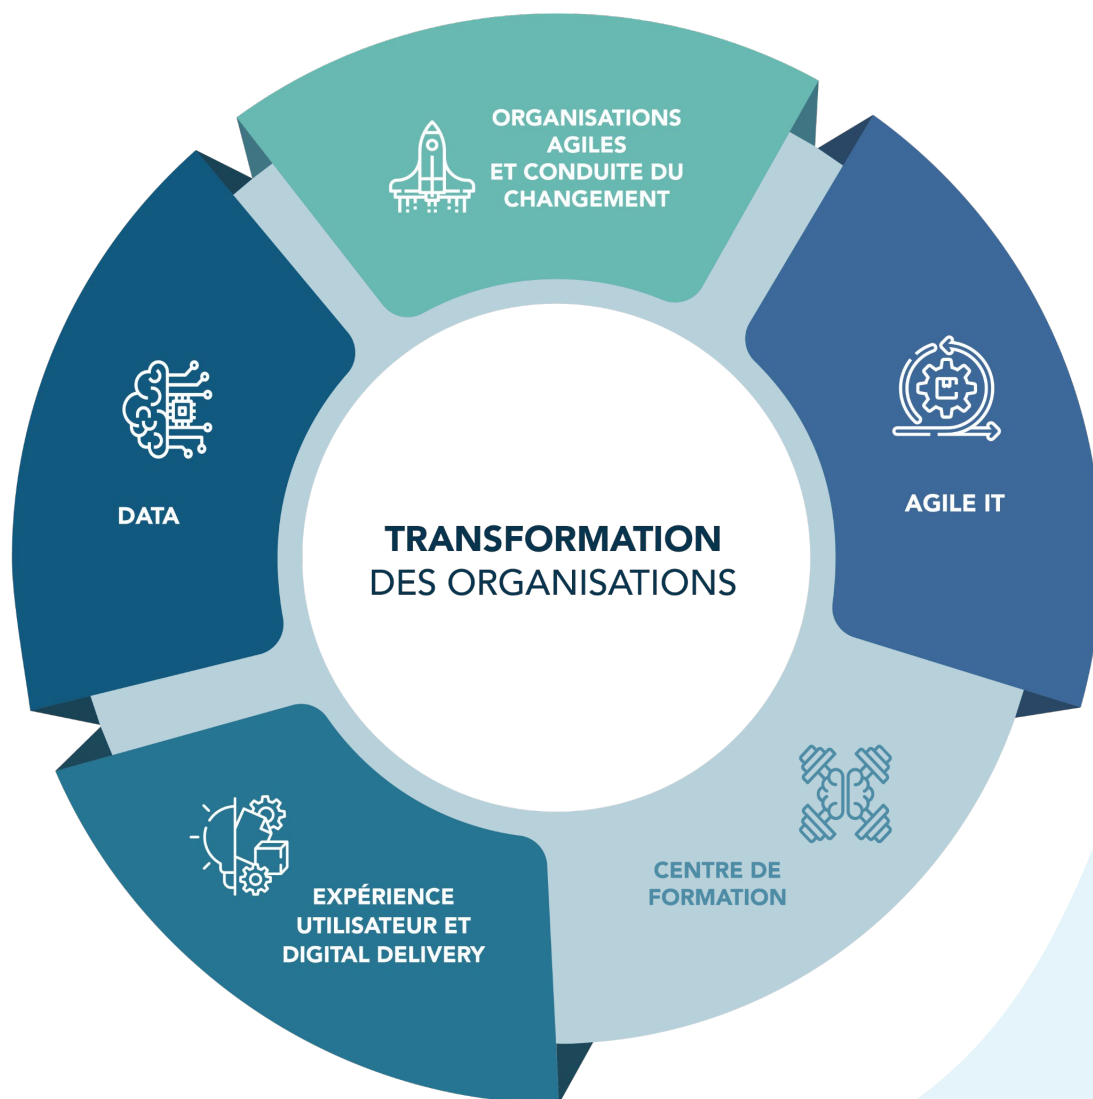 ORGANISATIONS
AGILES
ET CONDUITE DU
CHANGEMENT
AGILE IT
DATA
TRANSFORMATION
DES ORGANISATIONS
CENTRE DE
FORMATION
EXPÉRIENCE
UTILISATEUR ET
DIGITAL DELIVERY